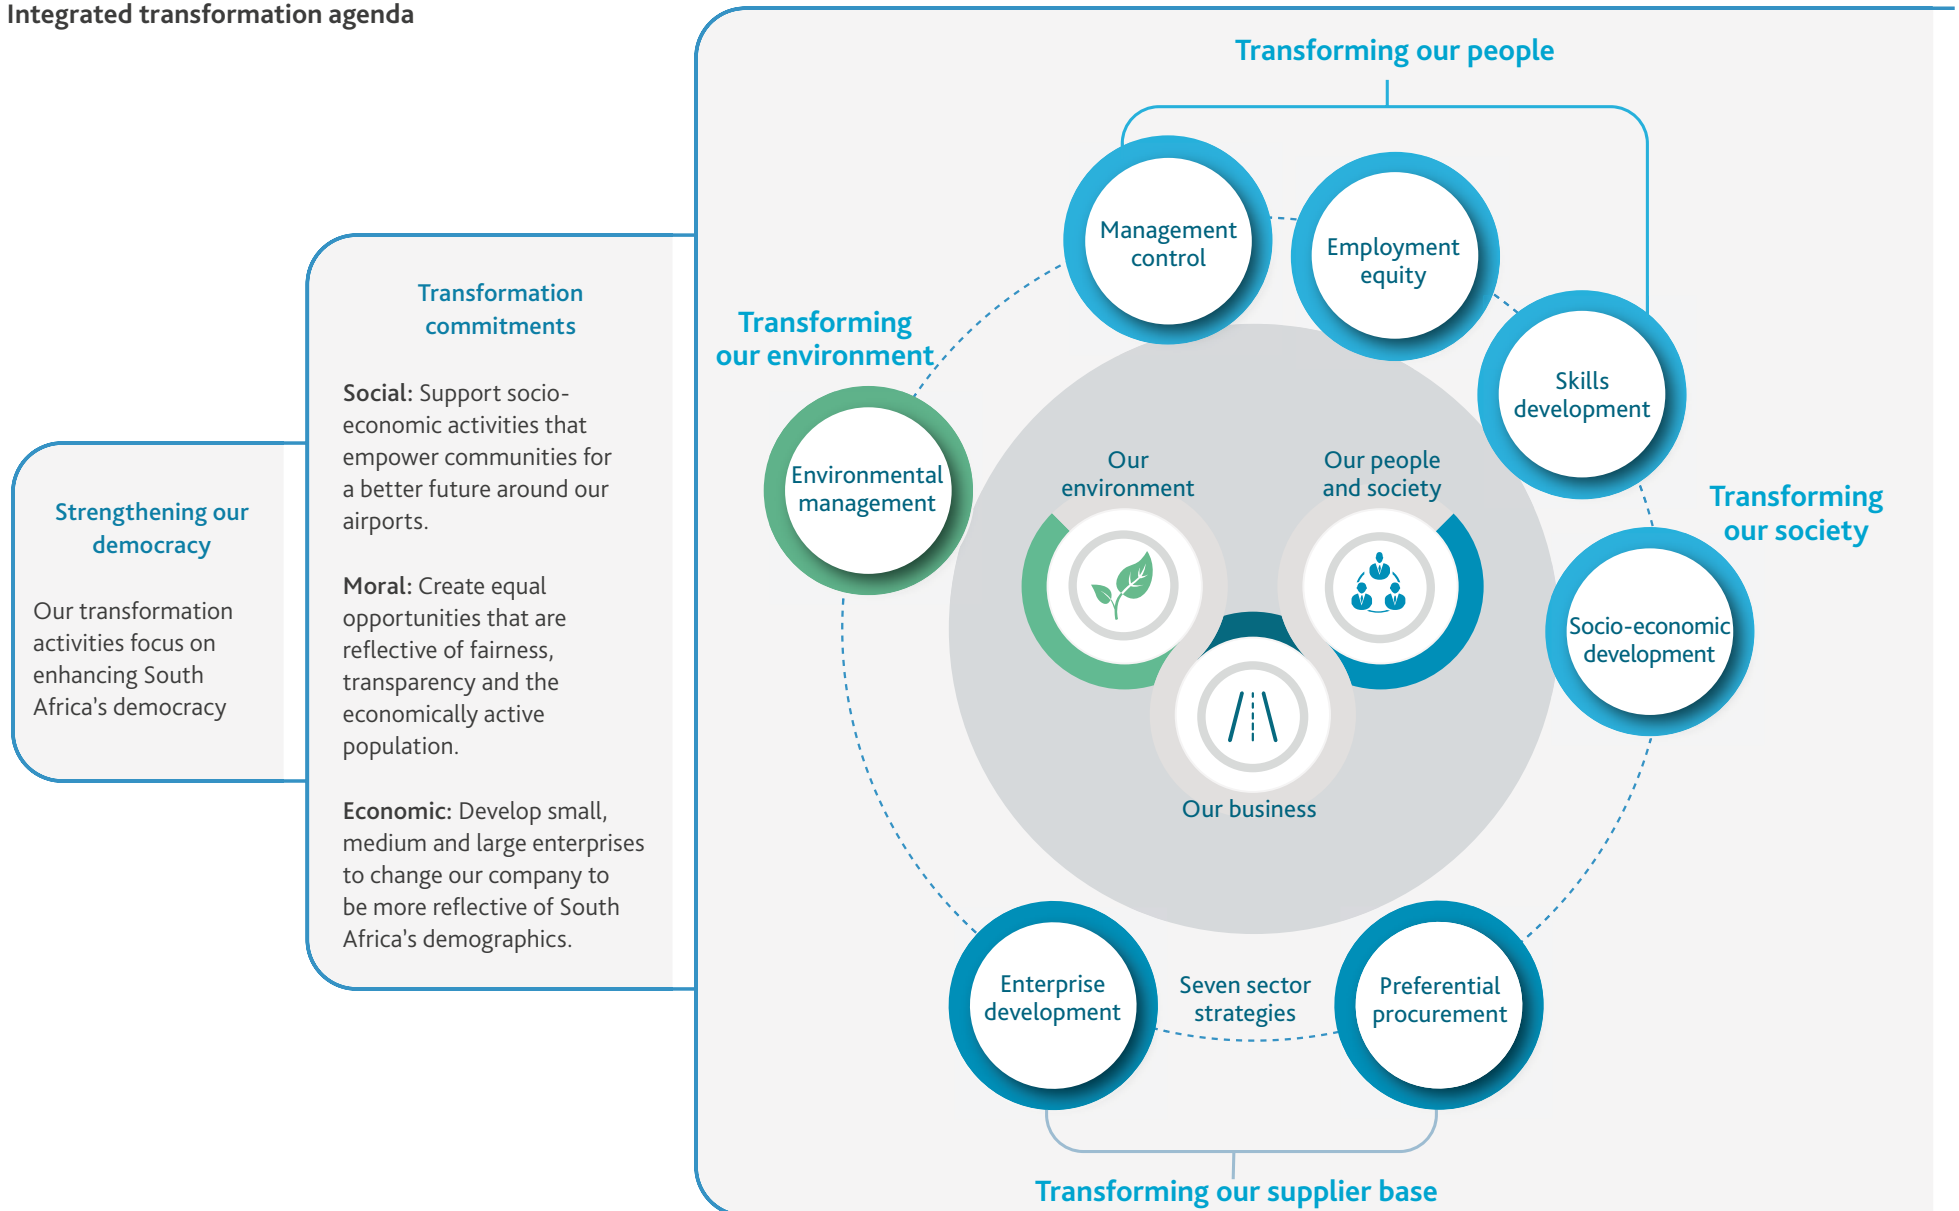 Integrated transformation agenda
Strengthening our
democracy
Our transformation
activities focus on
enhancing South
Africa's democracy
Transformation
commitments
Social: Support socio-
economic activities that
empower communities for
a better future around our
airports.
Moral: Create equal
opportunities that are
reflective of fairness,
transparency and the
economically active
population.
Economic: Develop small,
medium and large enterprises
to change our company to
be more reflective of South
Africa's demographics.
Transforming our people
Management
control
Employment
equity
Skills
development
Transforming
our environment
Environmental
management
Our
environment
Our people
and society
Our business
Transforming
our society
Socio-economic
development
Enterprise
development
Seven sector
strategies
Preferential
procurement
Transforming our supplier base